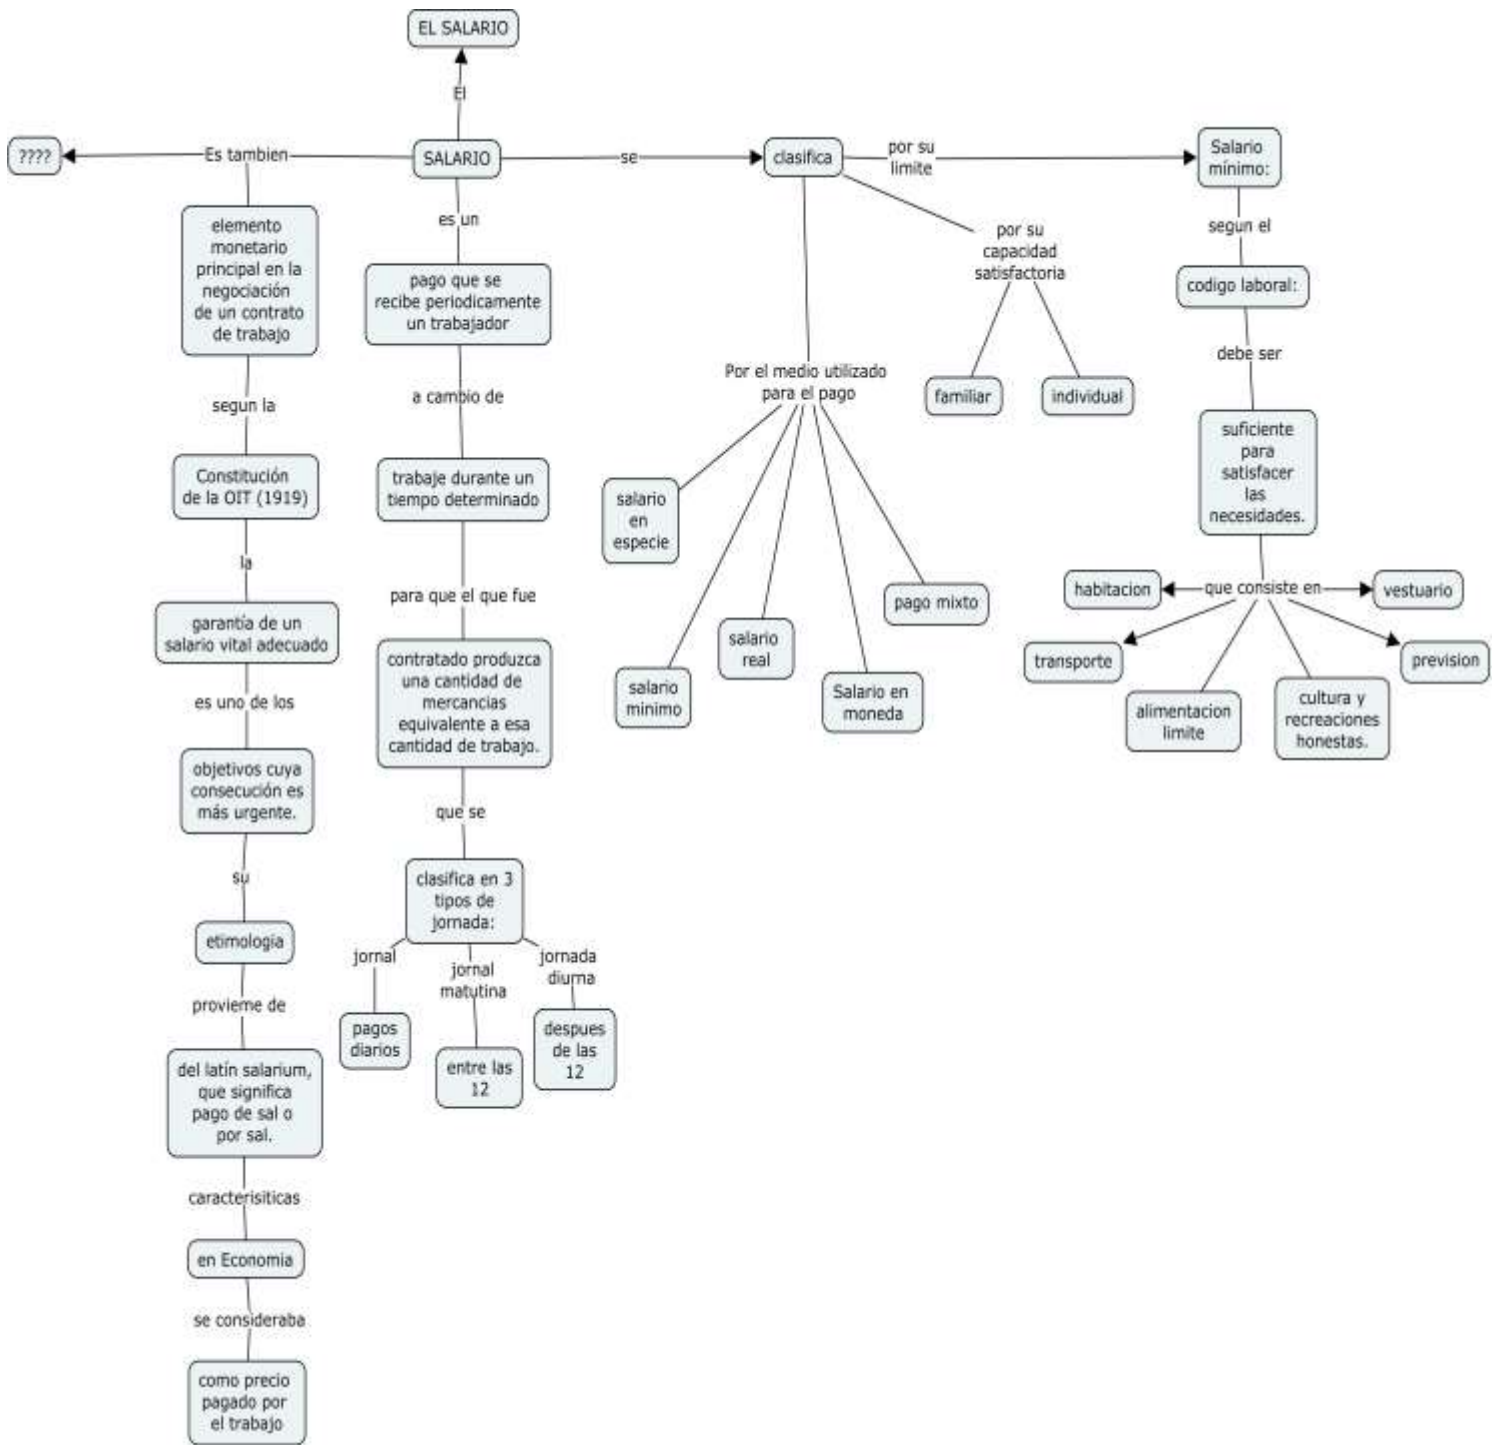 EL SALARIO
El
????
Es tambien
SALARIO
se
clasifica
por su
limite
Salario
mínimo:
elemento
monetario
principal en la
negociación
de un contrato
de trabajo
segun la
Constitución
de la OIT (1919)
la
garantía de un
salario vital adecuado
es uno de los
objetivos cuya
consecución es
más urgente.
su
etimologia
provieme de
del latín salarium,
que significa
pago de sal o
por sal.
caracterisiticas
en Economia
se consideraba
como precio
pagado por
el trabajo
es un
pago que se
recibe periodicamente
un trabajador
a cambio de
trabaje durante un
tiempo determinado
para que el que fue
contratado produzca
una cantidad de
mercancias
equivalente a esa
cantidad de trabajo.
que se
clasifica en 3
tipos de
jornada:
jornal
pagos
diarios
jornal
matutina
entre las
12
jornada
diurna
despues
de las
12
Por el medio utilizado
para el pago
salario
en
especie
salario
minimo
salario
real
Salario en
moneda
pago mixto
por su
capacidad
satisfactoria
familiar
individual
segun el
codigo laboral:
debe ser
suficiente
para
satisfacer
las
necesidades.
que consiste en
habitacion
vestuario
transporte
prevision
alimentacion
limite
cultura y
recreaciones
honestas.